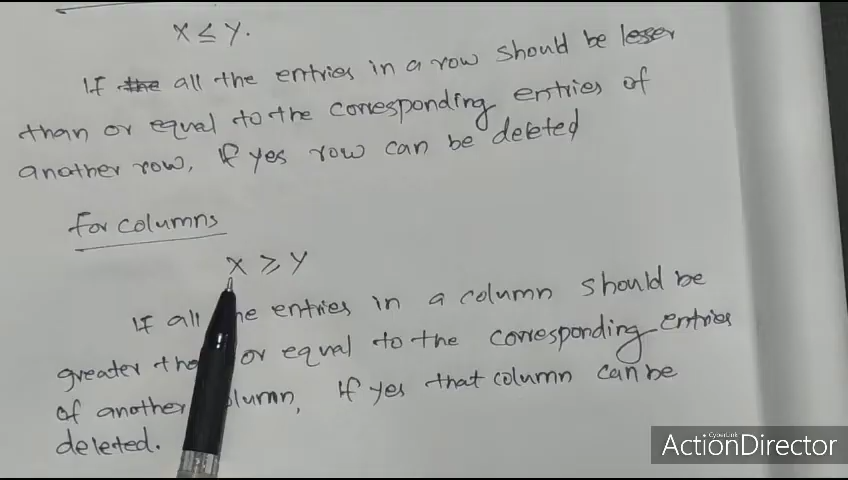 X ≤ Y.
If the all the entries in a row should be lesser
than or equal to the corresponding entries of
another row, If yes row can be deleted
For columns
X ≥ Y
If all the entries in a column should be
greater than or equal to the corresponding entries
of another column, If yes that column can be
deleted.
CyberLink
ActionDirector